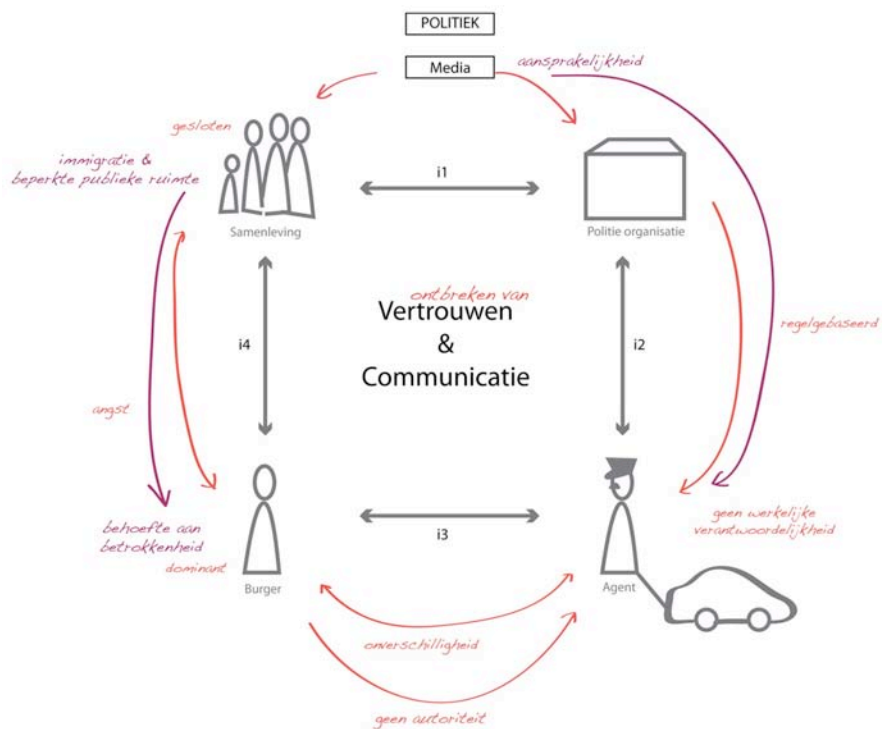 POLITIEK
Media
aansprakelijkheid
gesloten
immigratie &
beperkte publieke ruimte
i1
Samenleving
Politie organisatie
ontbreken van
Vertrouwen
&
Communicatie
i4
i2
regelgebaseerd
angst
behoefte aan
betrokkenheid
dominant
Burger
i3
geen werkelijke
verantwoordelijkheid
Agent
onverschilligheid
geen autoriteit